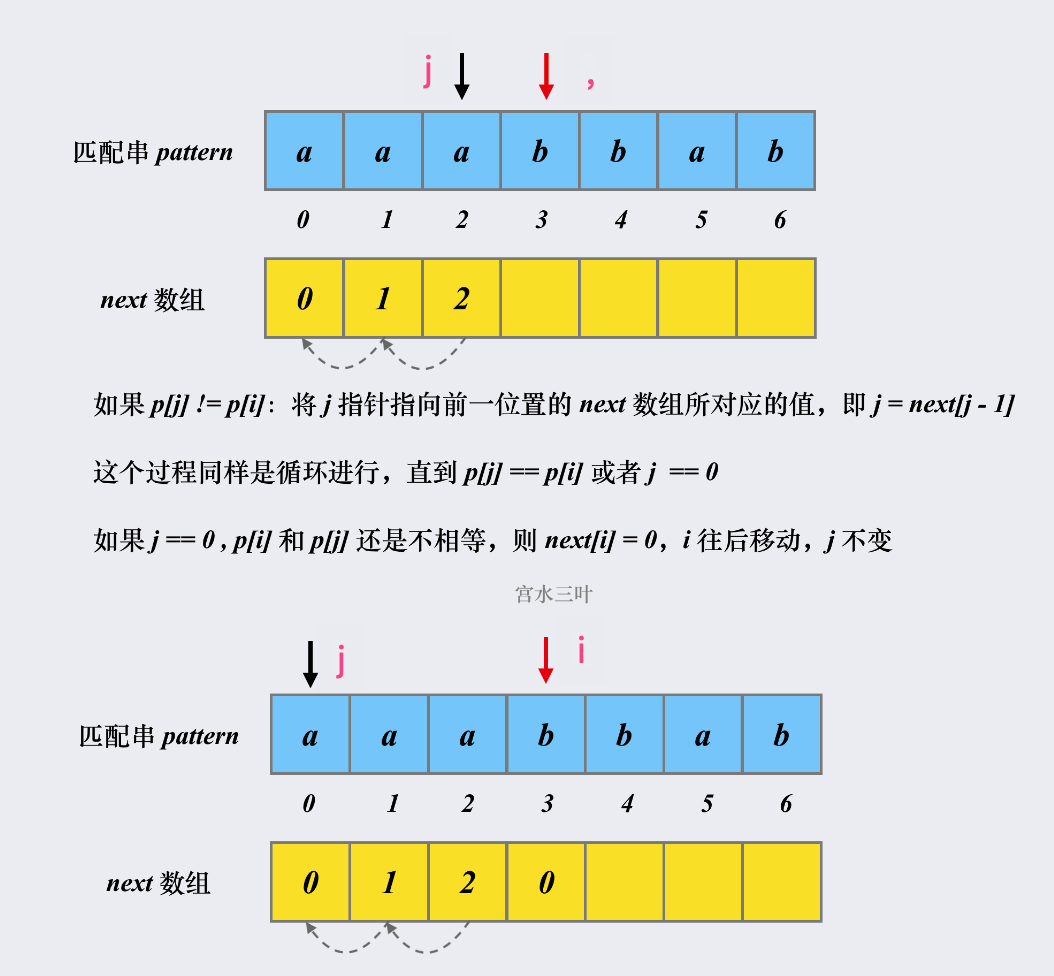 j ,
匹配串 pattern a a a b b a b
0 1 2 3 4 5 6
next 数组 0 1 2
如果 p[j] != p[i]：将 j 指针指向前一位置的 next 数组所对应的值，即 j = next[j - 1]
这个过程同样是循环进行，直到 p[j] == p[i] 或者 j == 0
如果 j == 0 , p[i] 和 p[j] 还是不相等，则 next[i] = 0，i 往后移动，j 不变
宫水三叶
j i
匹配串 pattern a a a b b a b
0 1 2 3 4 5 6
next 数组 0 1 2 0